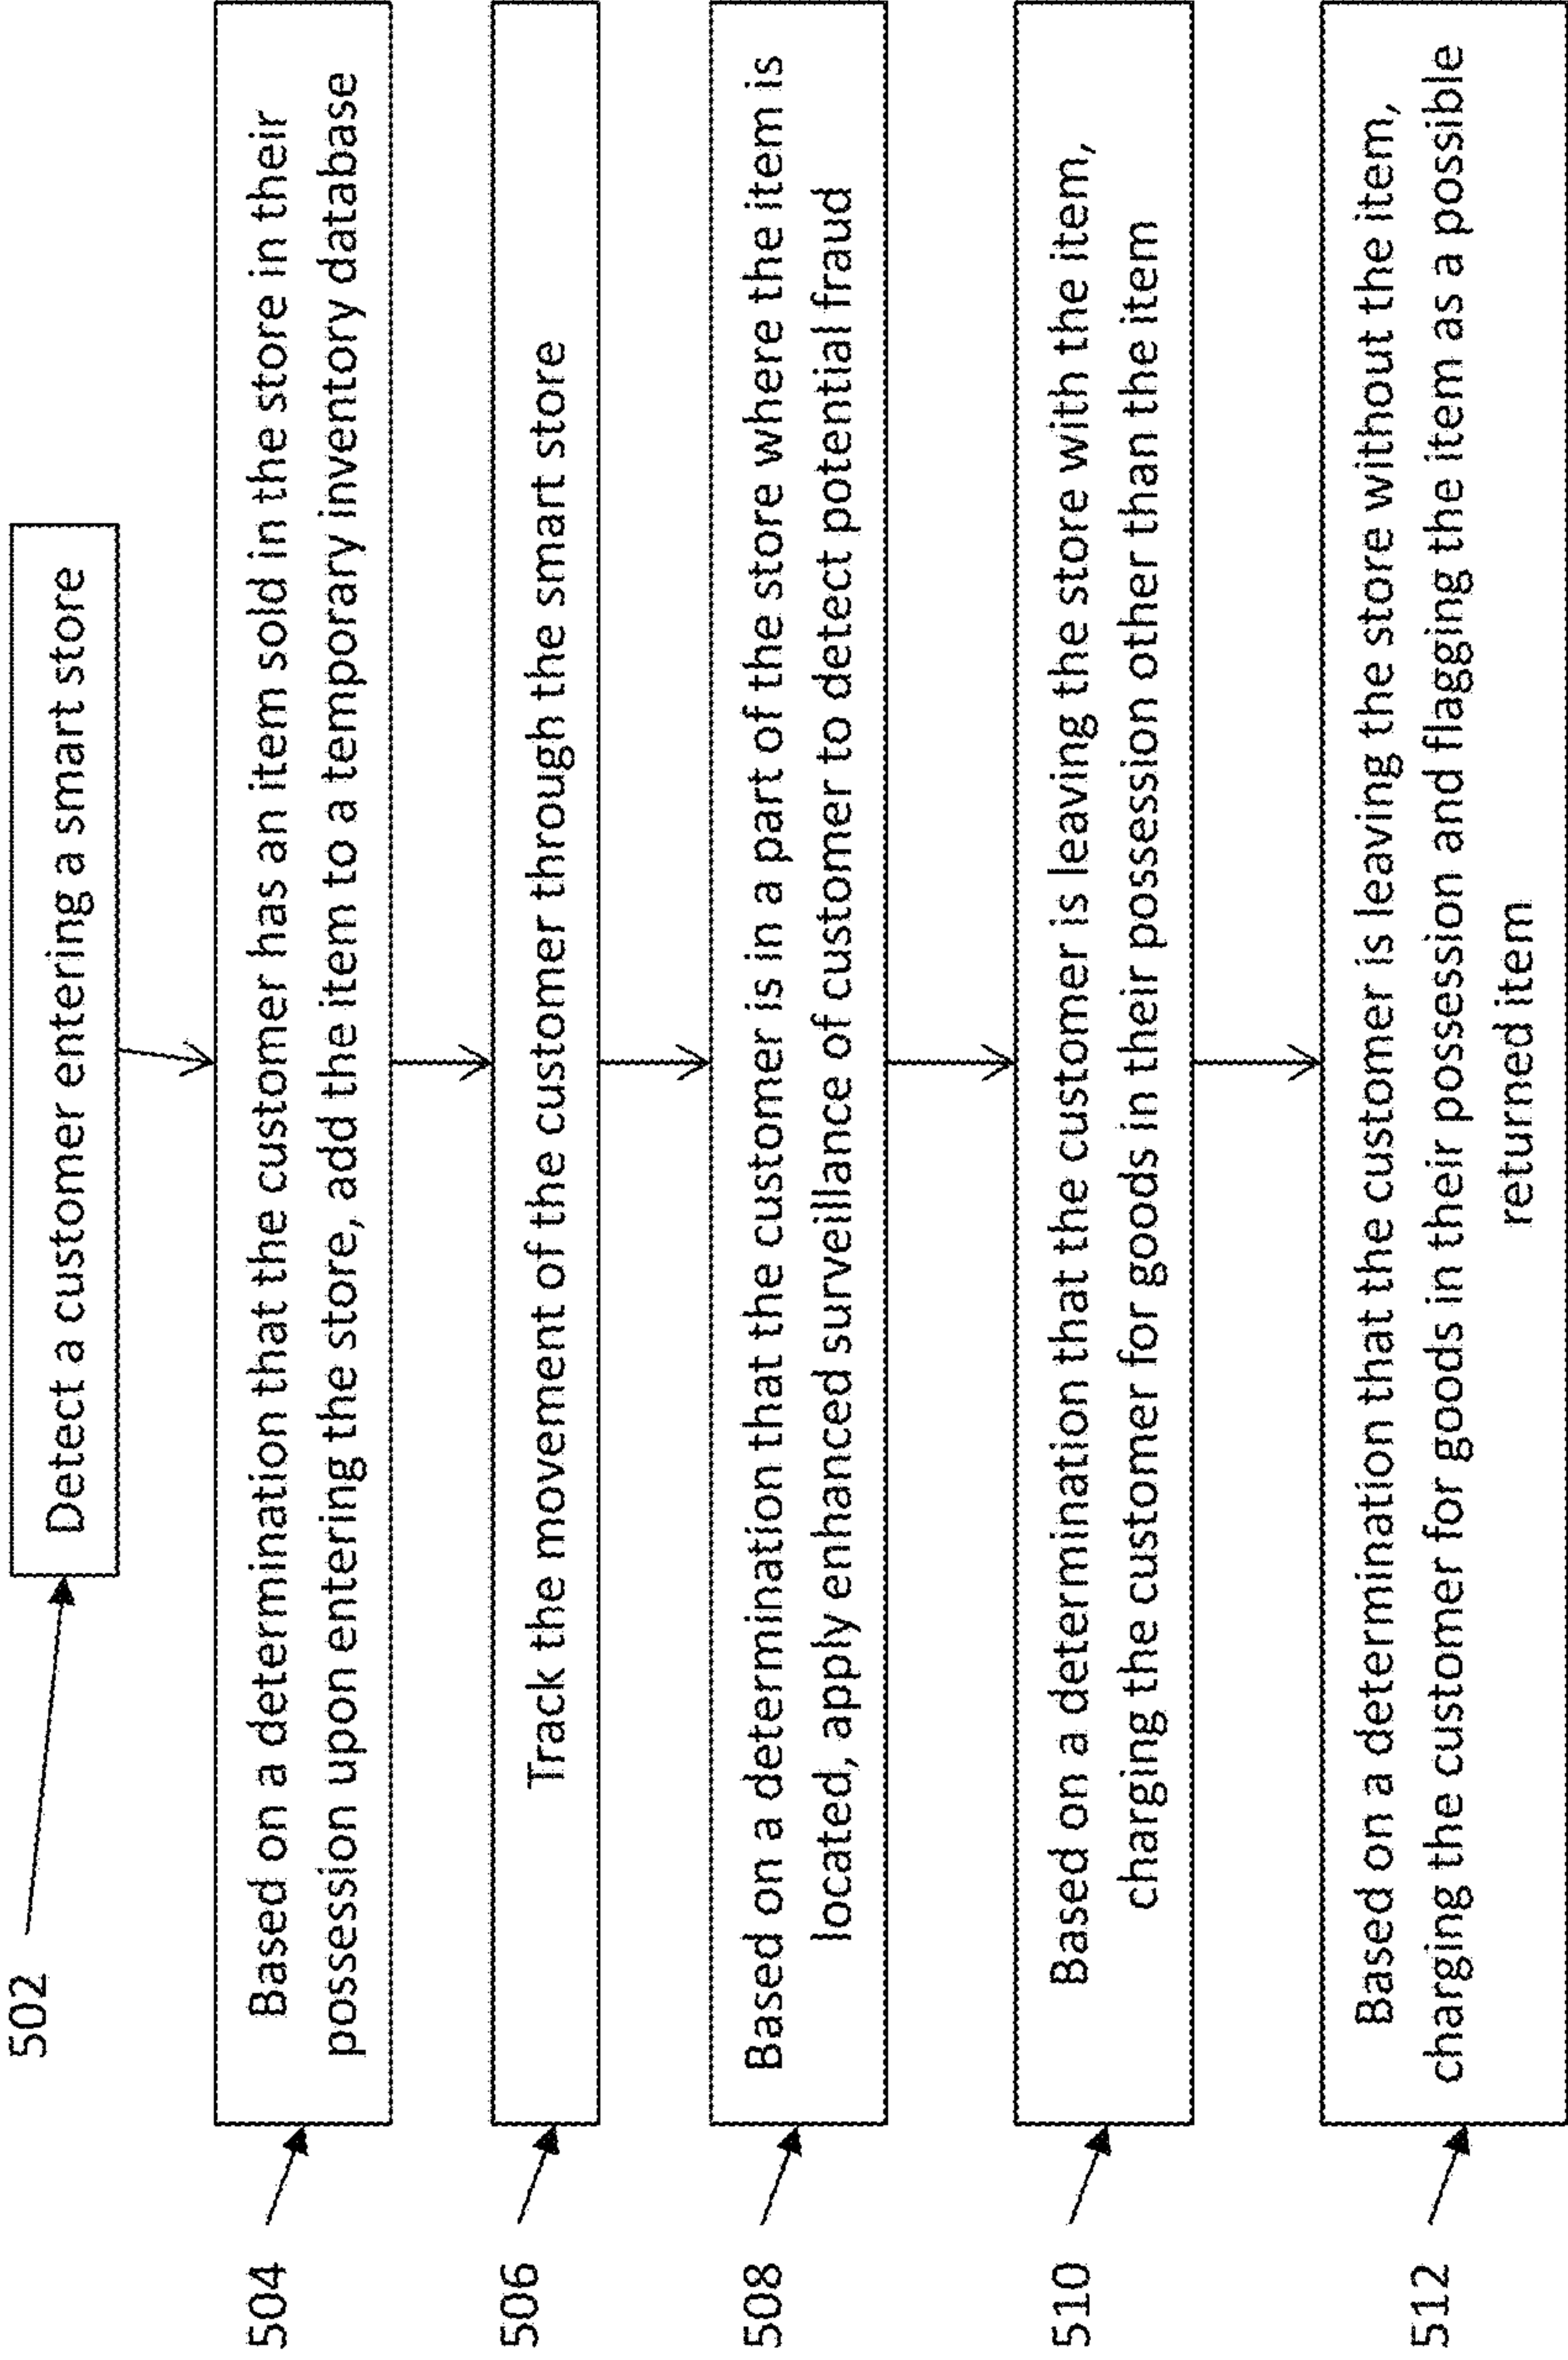 502
Detect a customer entering a smart store
504
Based on a determination that the customer has an item sold in the store in their
possession upon entering the store, add the item to a temporary inventory database
506
Track the movement of the customer through the smart store
508
Based on a determination that the customer is in a part of the store where the item is
located, apply enhanced surveillance of customer to detect potential fraud
510
Based on a determination that the customer is leaving the store with the item,
charging the customer for goods in their possession other than the item
512
Based on a determination that the customer is leaving the store without the item,
charging the customer for goods in their possession and flagging the item as a possible
returned item